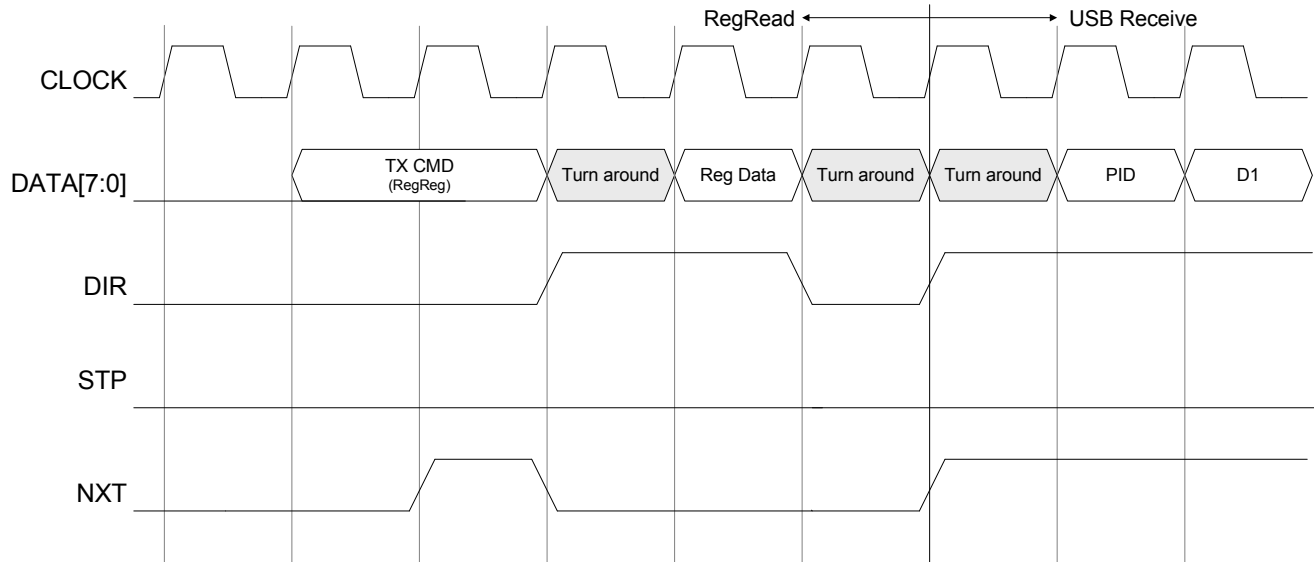 RegRead USB Receive
CLOCK
DATA[7:0] TX CMD Turn around Reg Data Turn around Turn around PID D1
(RegReg)
DIR
STP
NXT